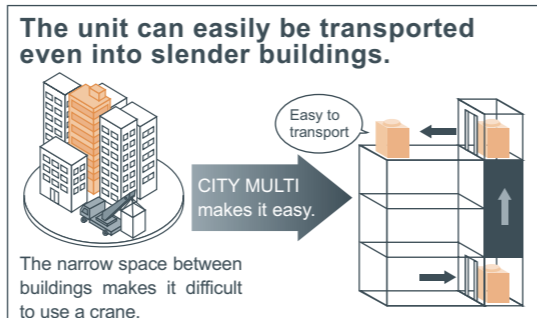 The unit can easily be transported
even into slender buildings.
Easy to
transport
CITY MULTI
makes it easy.
The narrow space between
buildings makes it difficult
to use a crane.